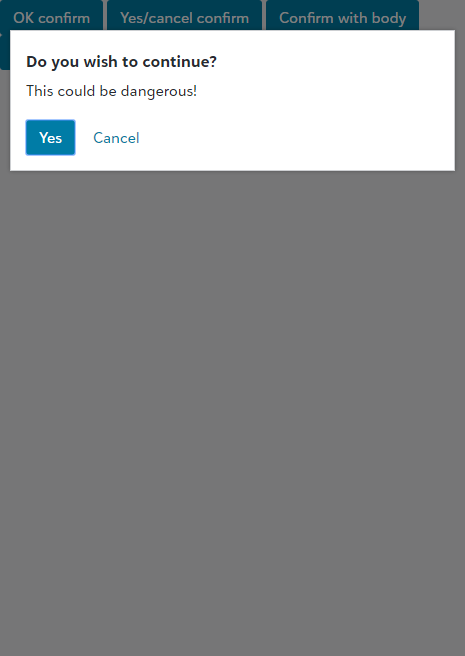 OK confirm Yes/cancel confirm Confirm with body
Do you wish to continue?
This could be dangerous!
Yes Cancel